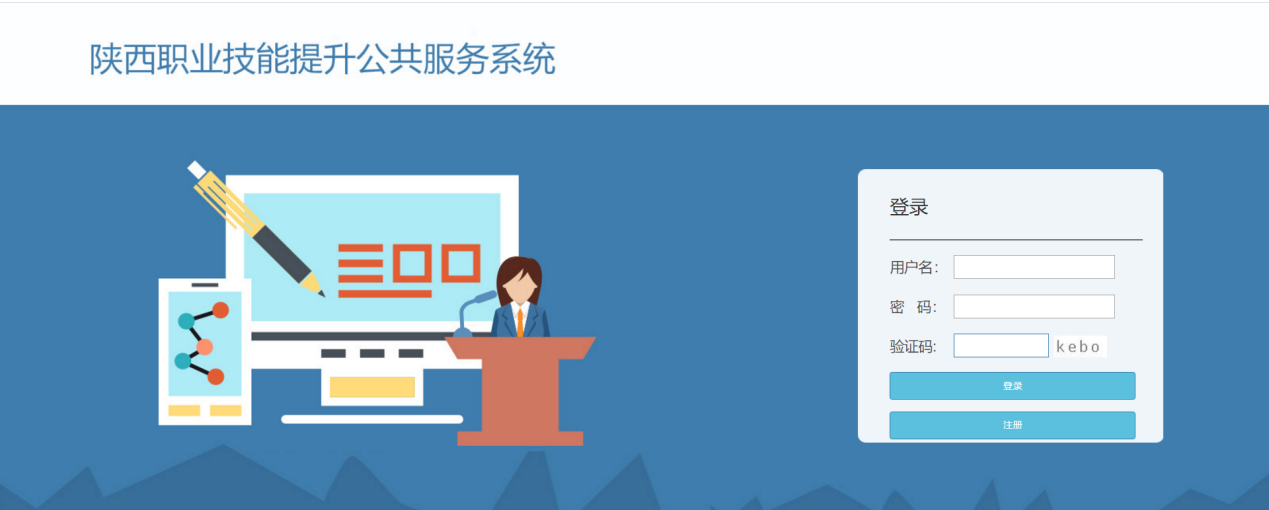 陕西职业技能提升公共服务系统
登录
用户名：
密 码：
验证码: kebo
登录
注册